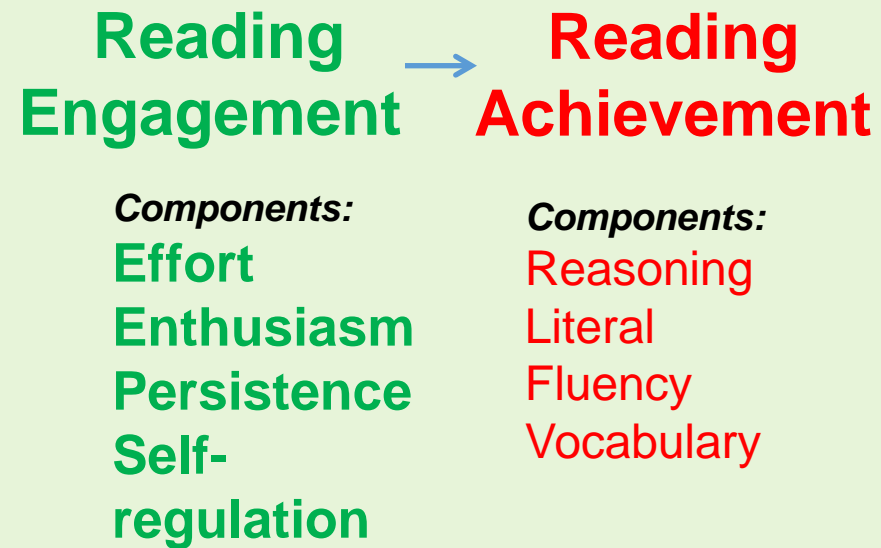 Reading
Engagement
Reading
Achievement
Components:
Effort
Enthusiasm
Persistence
Self-
regulation
Components:
Reasoning
Literal
Fluency
Vocabulary